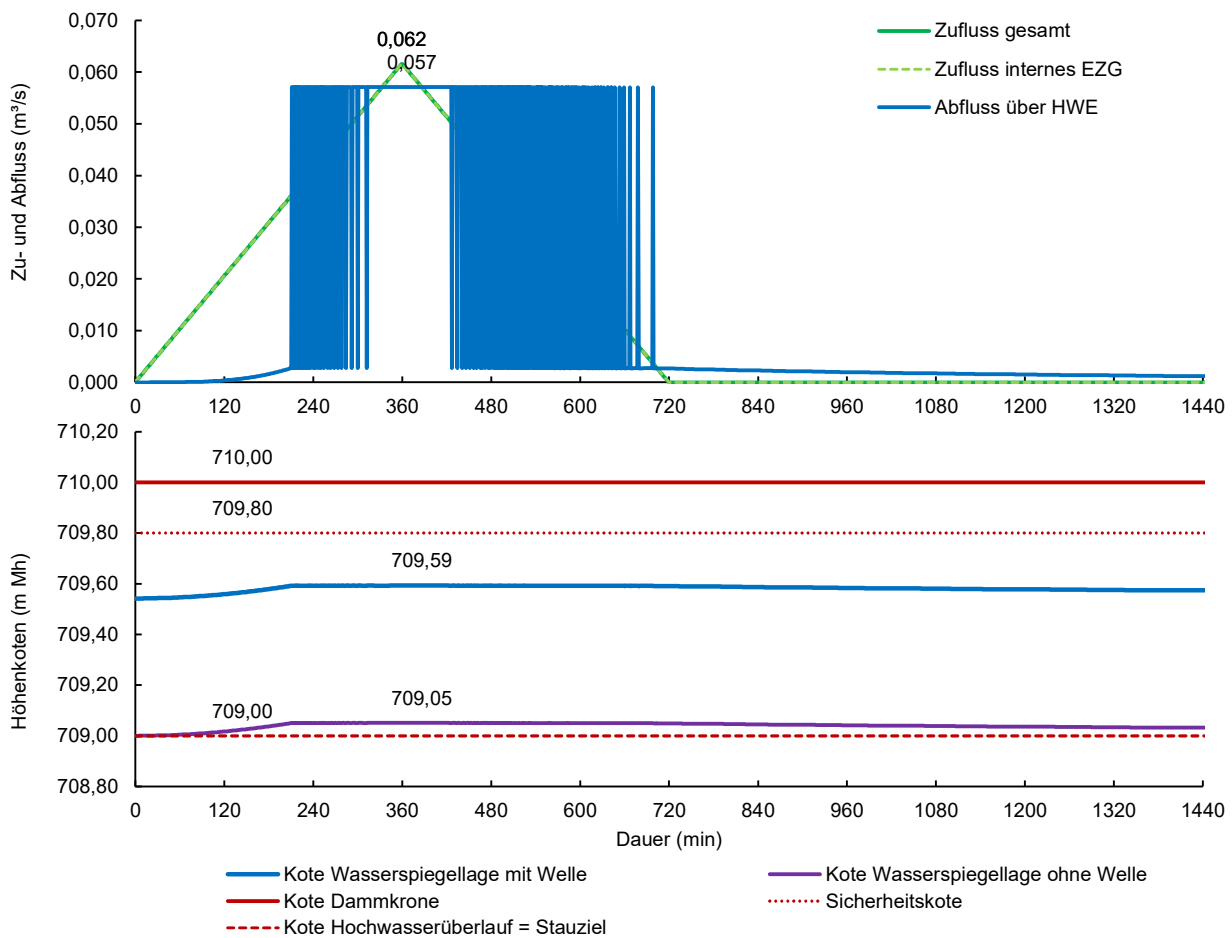 0,070
0,060
0,050
0,040
0,030
0,020
0,010
0,000
Zu- und Abfluss (m³/s)
0,062
0,057
Zufluss gesamt
Zufluss internes EZG
Abfluss über HWE
0 120 240 360 480 600 720 840 960 1080 1200 1320 1440
710,20
710,00
709,80
709,60
709,40
709,20
709,00
708,80
Höhenkoten (m Mh)
710,00
709,80
709,59
709,00
709,05
0 120 240 360 480 600 720 840 960 1080 1200 1320 1440
Dauer (min)
Kote Wasserspiegellage mit Welle
Kote Wasserspiegellage ohne Welle
Kote Dammkrone
Sicherheitskote
Kote Hochwasserüberlauf = Stauziel